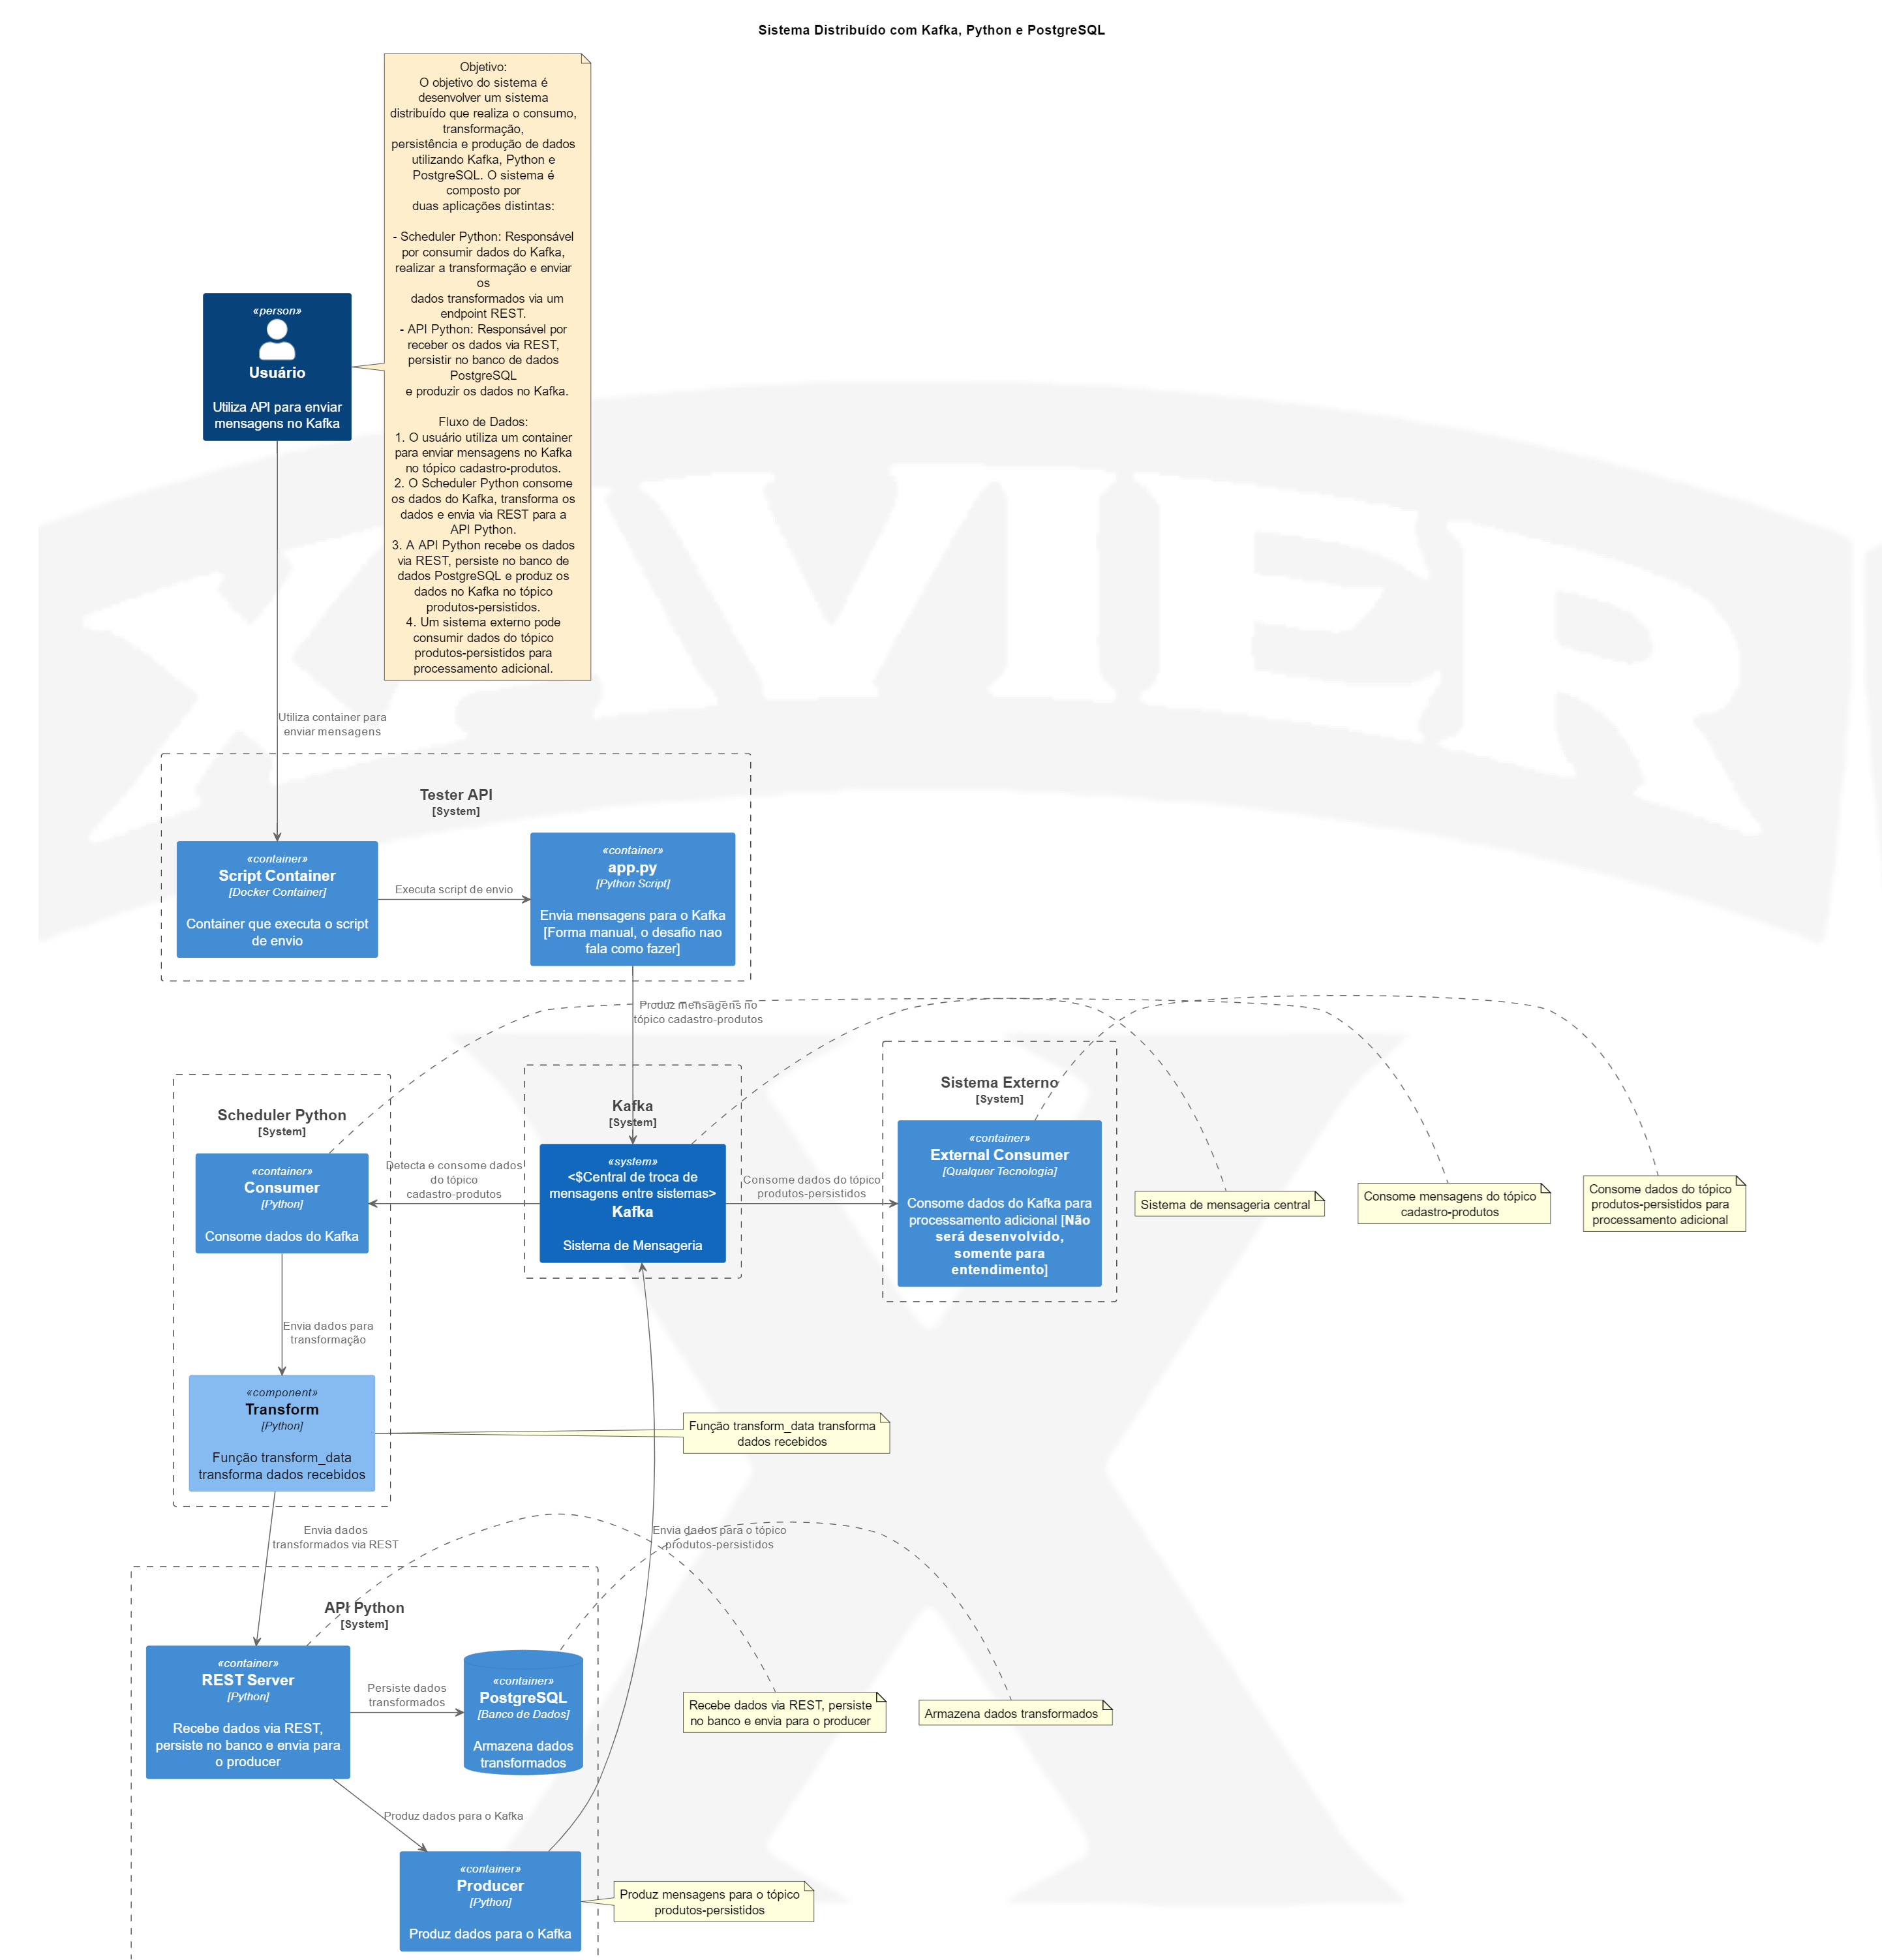 Sistema Distribuído com Kafka, Python e PostgreSQL
Objetivo:
O objetivo do sistema é
desenvolver um sistema
distribuído que realiza o consumo,
transformação,
persistência e produção de dados
utilizando Kafka, Python e
PostgreSQL. O sistema é
composto por
duas aplicações distintas:
- Scheduler Python: Responsável
por consumir dados do Kafka,
realizar a transformação e enviar
os
dados transformados via um
endpoint REST.
- API Python: Responsável por
receber os dados via REST,
persistir no banco de dados
PostgreSQL
e produzir os dados no Kafka.
Fluxo de Dados:
1. O usuário utiliza um container
para enviar mensagens no Kafka
no tópico cadastro-produtos.
2. O Scheduler Python consome
os dados do Kafka, transforma os
dados e envia via REST para a
API Python.
3. A API Python recebe os dados
via REST, persiste no banco de
dados PostgreSQL e produz os
dados no Kafka no tópico
produtos-persistidos.
4. Um sistema externo pode
consumir dados do tópico
produtos-persistidos para
processamento adicional.
«person»
Usuário
Utiliza API para enviar
mensagens no Kafka
XAVIER
Utiliza container para
enviar mensagens
Tester API
[System]
«container»
Script Container
[Docker Container]
Container que executa o script
de envio
Executa script de envio
«container»
app.py
[Python Script]
Envia mensagens para o Kafka
[Forma manual, o desafio nao
fala como fazer]
Produz mensagens no
tópico cadastro-produtos
Scheduler Python
[System]
«container»
Consumer
[Python]
Consome dados do Kafka
Detecta e consome dados
do tópico
cadastro-produtos
Kafka
[System]
«system»
<$Central de troca de
mensagens entre sistemas>
Kafka
Sistema de Mensageria
Consome dados do tópico
produtos-persistidos
Sistema Externo
[System]
«container»
External Consumer
[Qualquer Tecnologia]
Consome dados do Kafka para
processamento adicional [Não
será desenvolvido,
somente para
entendimento]
Sistema de mensageria central
Consome mensagens do tópico
cadastro-produtos
Consome dados do tópico
produtos-persistidos para
processamento adicional
Envia dados para
transformação
«component»
Transform
[Python]
Função transform_data
transforma dados recebidos
Função transform_data transforma
dados recebidos
Envia dados
transformados via REST
Envia dados para o tópico
produtos-persistidos
API Python
[System]
«container»
REST Server
[Python]
Recebe dados via REST,
persiste no banco e envia para
o producer
Persiste dados
transformados
«container»
PostgreSQL
[Banco de Dados]
Armazena dados
transformados
Recebe dados via REST, persiste
no banco e envia para o producer
Armazena dados transformados
Produz dados para o Kafka
«container»
Producer
[Python]
Produz dados para o Kafka
Produz mensagens para o tópico
produtos-persistidos